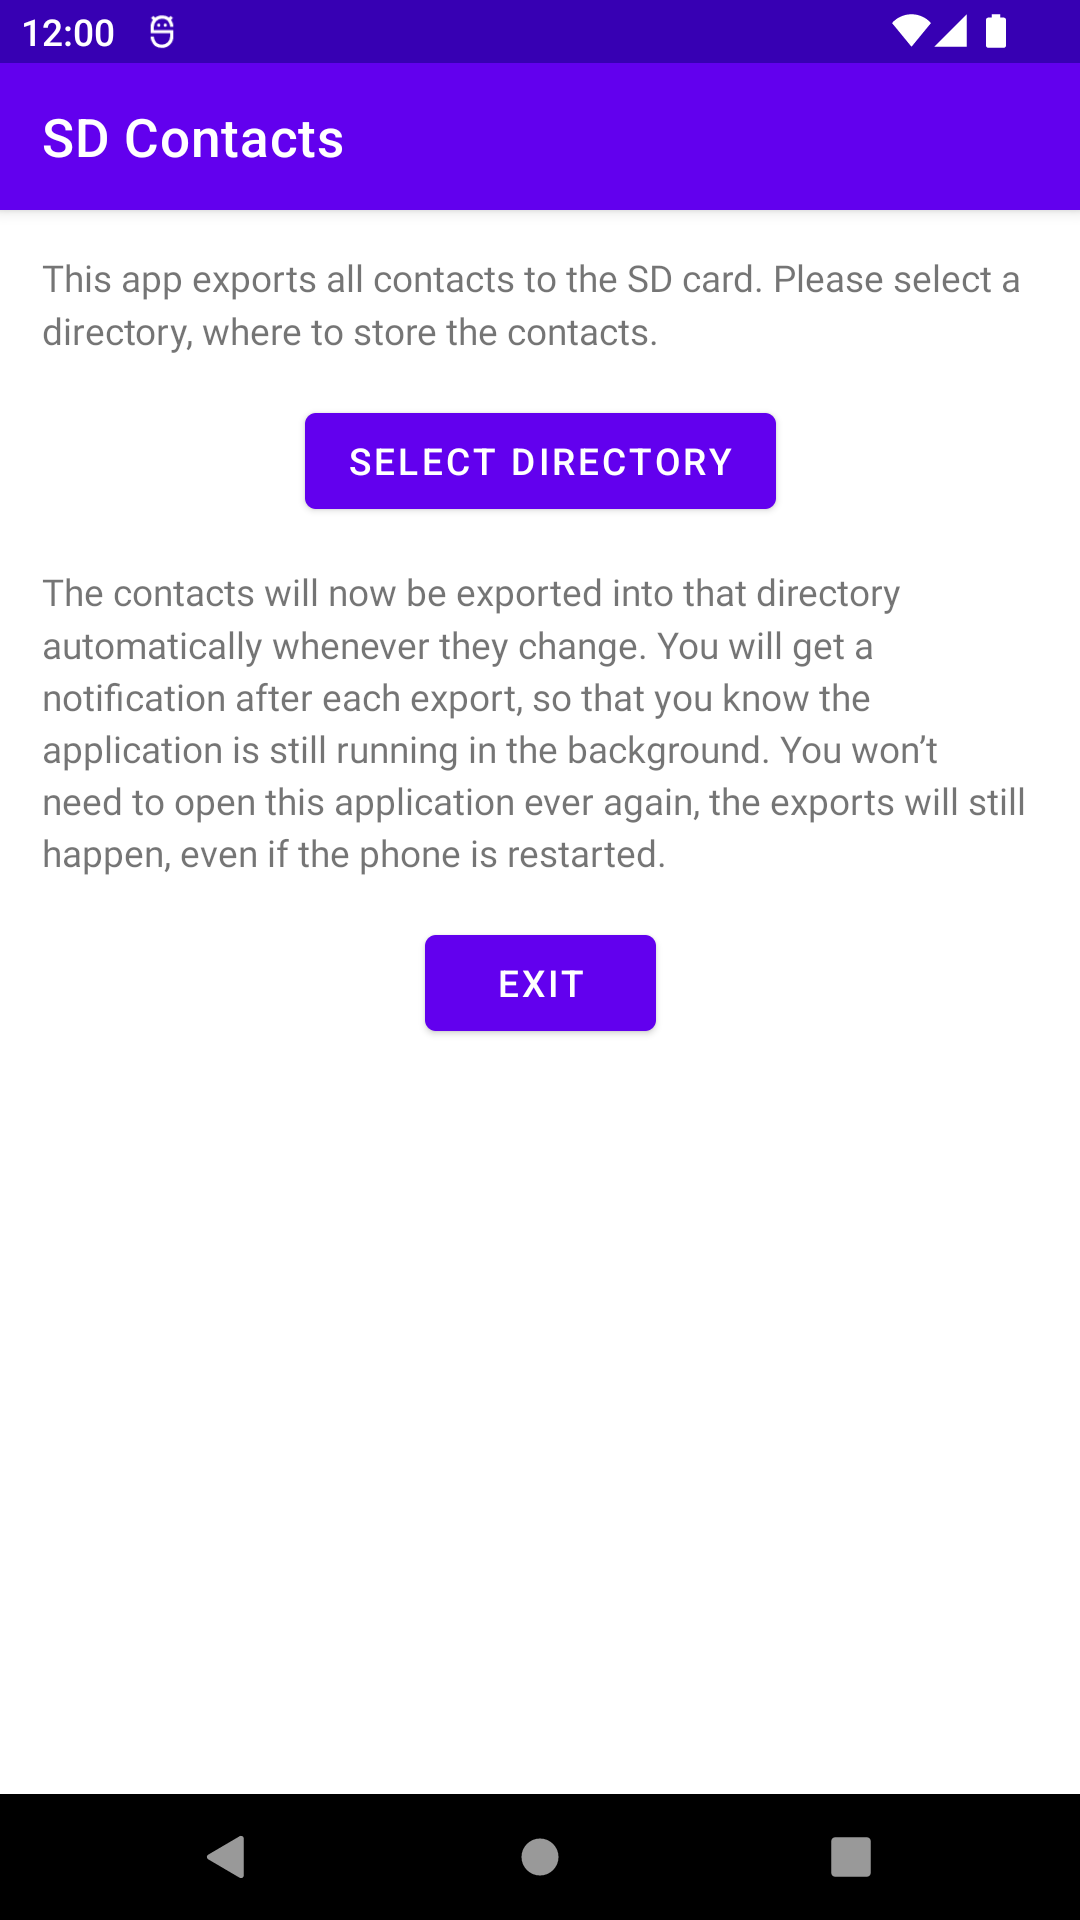 12:00
SD Contacts
This app exports all contacts to the SD card. Please select a
directory, where to store the contacts.
SELECT DIRECTORY
The contacts will now be exported into that directory
automatically whenever they change. You will get a
notification after each export, so that you know the
application is still running in the background. You won’t
need to open this application ever again, the exports will still
happen, even if the phone is restarted.
EXIT